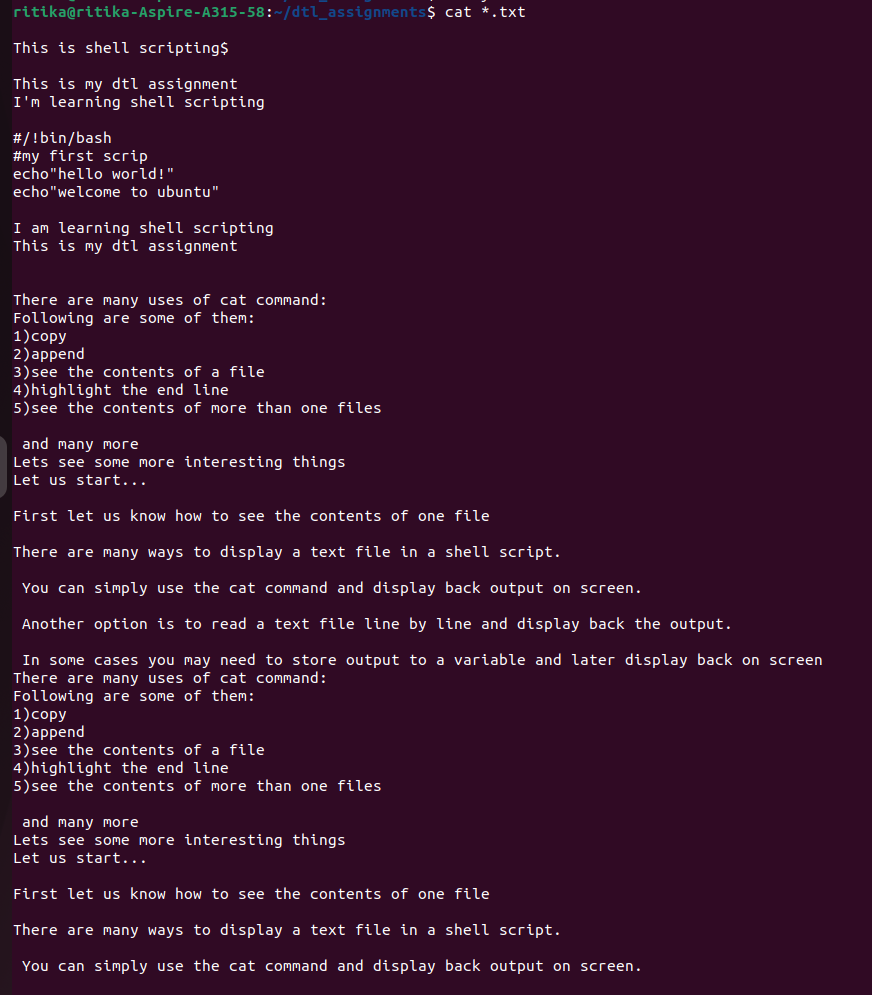 ritika@ritika-Aspire-A315-58:~/dtl_assignments$ cat *.txt
This is shell scripting$
This is my dtl assignment
I'm learning shell scripting
#/!bin/bash
#my first scrip
echo"hello world!"
echo"welcome to ubuntu"
I am learning shell scripting
This is my dtl assignment
There are many uses of cat command:
Following are some of them:
1)copy
2)append
3)see the contents of a file
4)highlight the end line
5)see the contents of more than one files
 and many more
Lets see some more interesting things
Let us start...
First let us know how to see the contents of one file
There are many ways to display a text file in a shell script.
 You can simply use the cat command and display back output on screen.
 Another option is to read a text file line by line and display back the output.
 In some cases you may need to store output to a variable and later display back on screen
There are many uses of cat command:
Following are some of them:
1)copy
2)append
3)see the contents of a file
4)highlight the end line
5)see the contents of more than one files
 and many more
Lets see some more interesting things
Let us start...
First let us know how to see the contents of one file
There are many ways to display a text file in a shell script.
 You can simply use the cat command and display back output on screen.